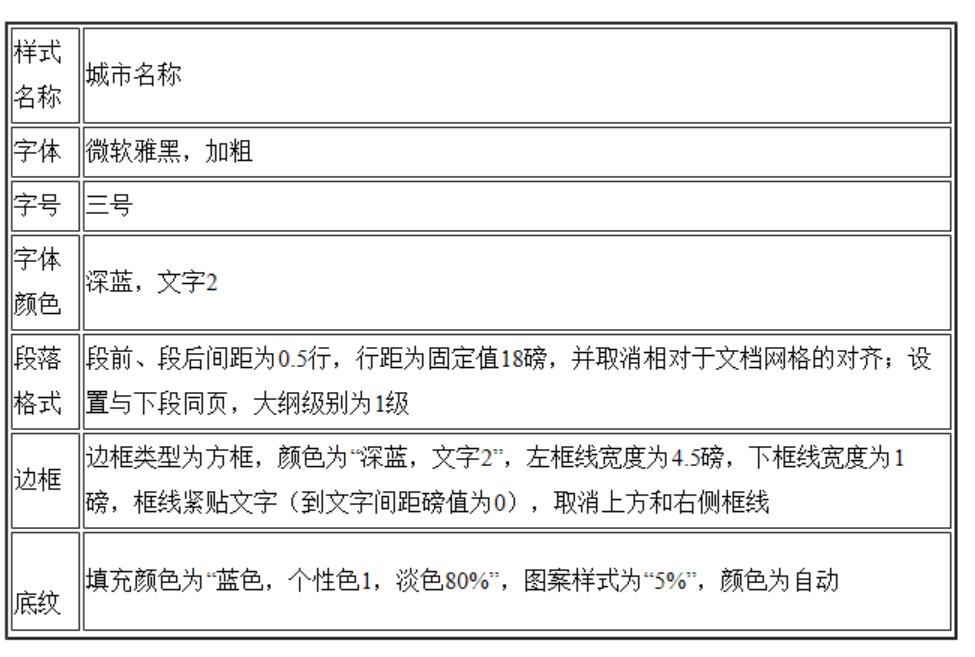 样式
名称
城市名称
字体
微软雅黑，加粗
字号
三号
字体
颜色
深蓝，文字2
段落
格式
段前、段后间距为0.5行，行距为固定值18磅，并取消相对于文档网格的对齐；设
置与下段同页，大纲级别为1级
边框
边框类型为方框，颜色为“深蓝，文字2”，左框线宽度为4.5磅，下框线宽度为1
磅，框线紧贴文字（到文字间距磅值为0），取消上方和右侧框线
底纹
填充颜色为“蓝色，个性色1，淡色80%”，图案样式为“5%”，颜色为自动